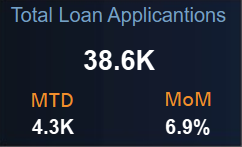 Total Loan Applicantions
38.6K
MTD MoM
4.3K 6.9%